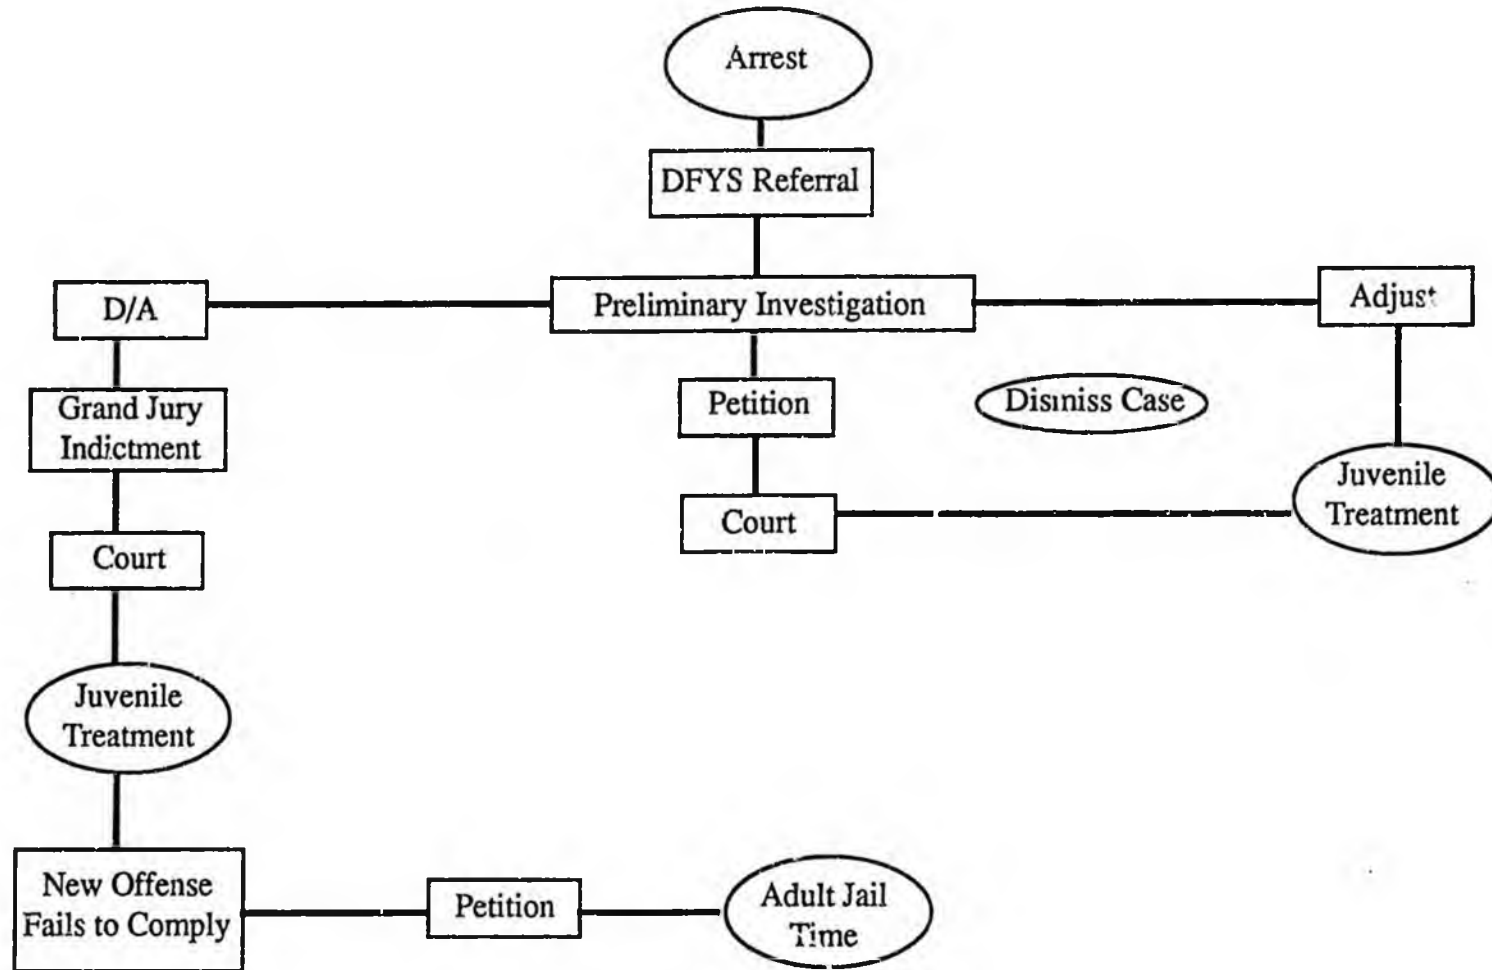 Arrest
DFYS Referral
D/A
Preliminary Investigation
Adjust
Grand Jury
Indictment
Petition
Dismiss Case
Juvenile
Treatment
Court
Court
Juvenile
Treatment
New Offense
Fails to Comply
Petition
Adult Jail
Time